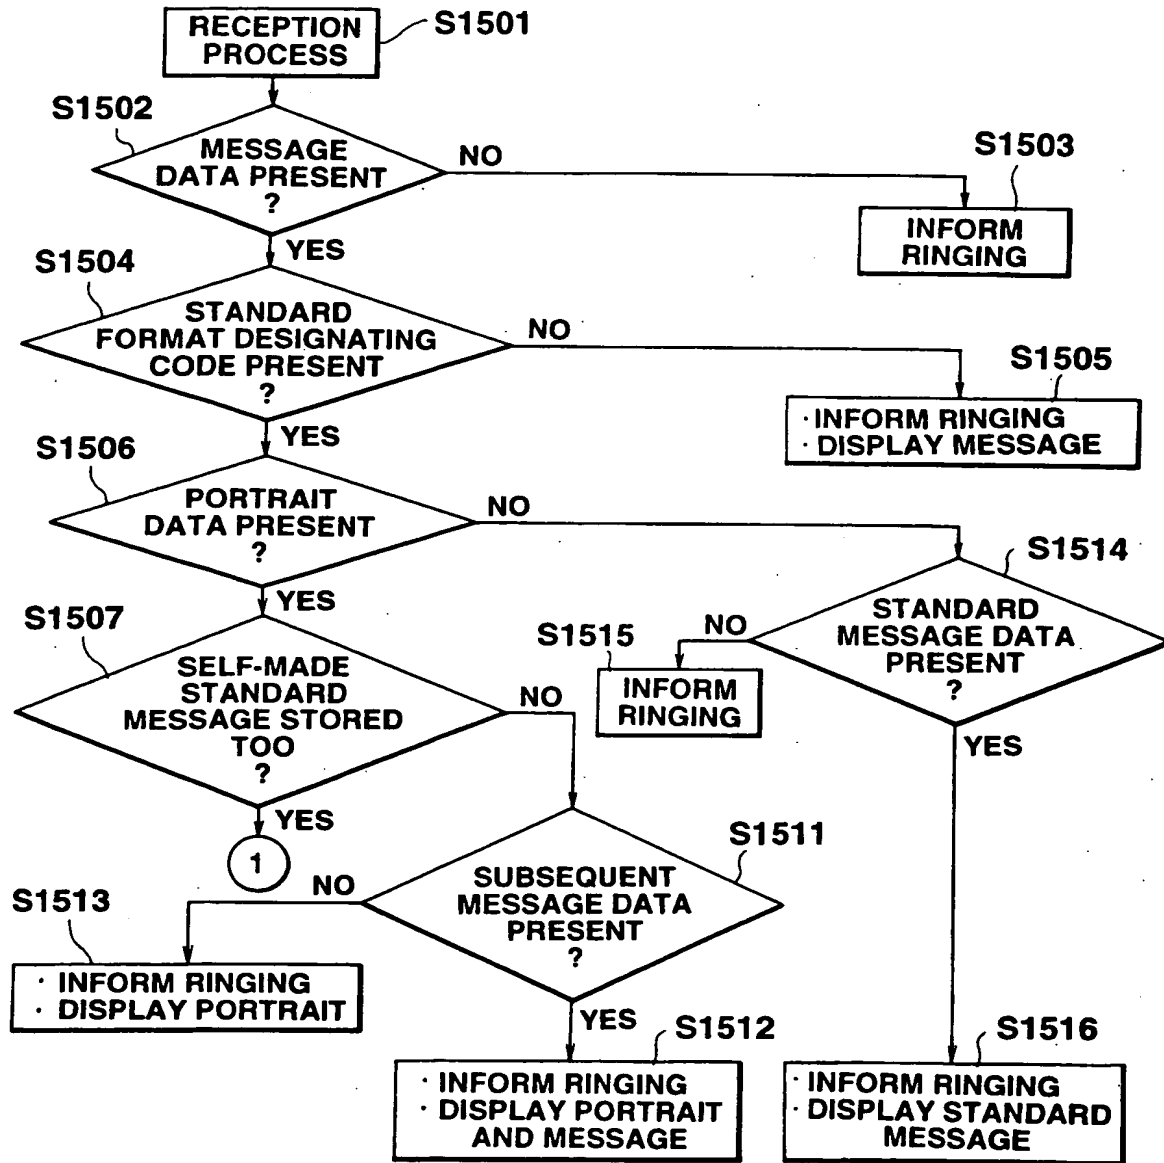 RECEPTION
PROCESS
S1501
S1502
MESSAGE
DATA PRESENT
?
NO
S1503
INFORM
RINGING
YES
S1504
STANDARD
FORMAT DESIGNATING
CODE PRESENT
?
NO
S1505
· INFORM RINGING
· DISPLAY MESSAGE
YES
S1506
PORTRAIT
DATA PRESENT
?
NO
S1514
STANDARD
MESSAGE DATA
PRESENT
?
NO
S1515
INFORM
RINGING
YES
YES
S1507
SELF-MADE
STANDARD
MESSAGE STORED
TOO
?
NO
YES
1
S1511
SUBSEQUENT
MESSAGE DATA
PRESENT
?
NO
S1513
· INFORM RINGING
· DISPLAY PORTRAIT
YES
S1512
· INFORM RINGING
· DISPLAY PORTRAIT
AND MESSAGE
S1516
· INFORM RINGING
· DISPLAY STANDARD
MESSAGE